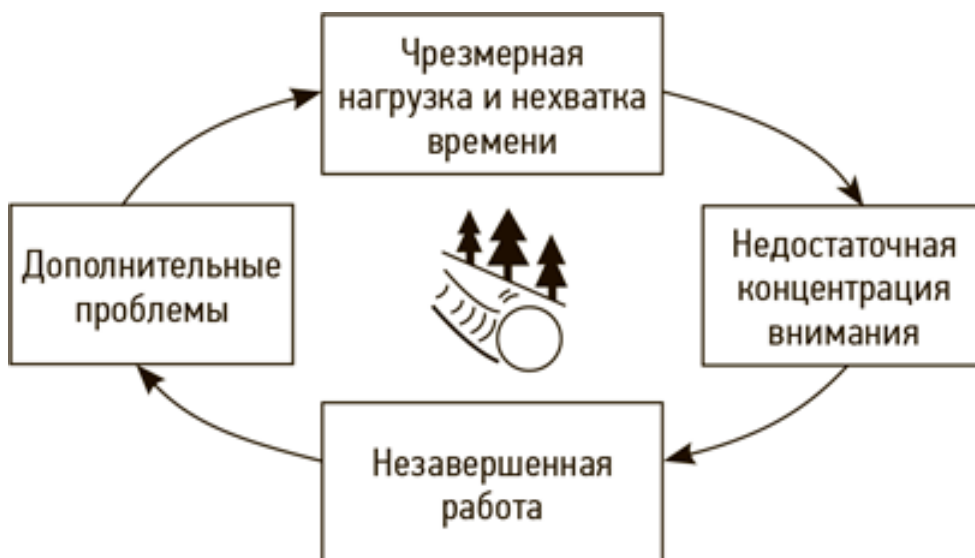 Чрезмерная
нагрузка и нехватка
времени
Недостаточная
концентрация
внимания
Незавершенная
работа
Дополнительные
проблемы